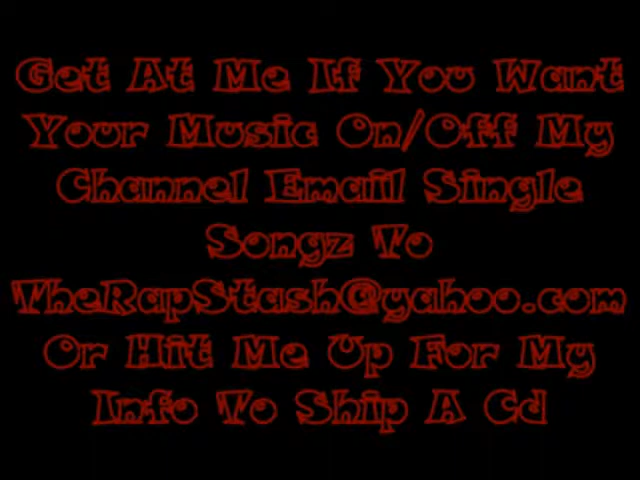 Get At Me If You Want
Your Music On/Off My
Channel Email Single
Songz To
TheRapStash@yahoo.com
Or Hit Me Up For My
Info To Ship A Cd